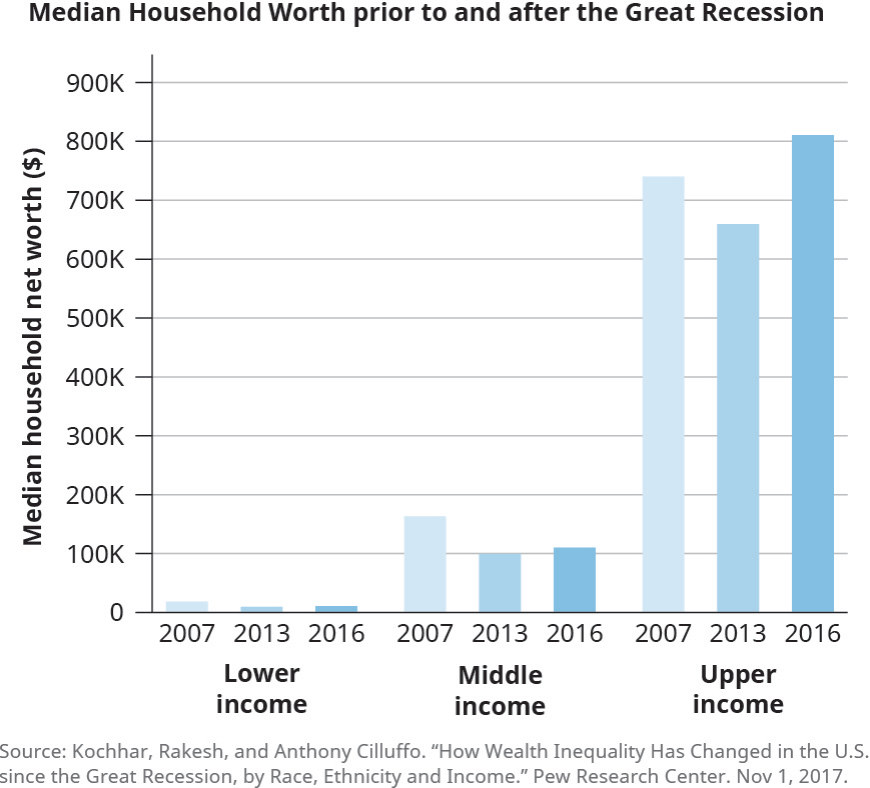 Median Household Worth prior to and after the Great Recession
Median household net worth ($)
900K
800K
700K
600K
500K
400K
300K
200K
100K
0
2007 2013 2016 2007 2013 2016 2007 2013 2016
Lower income
Middle income
Upper income
Source: Kochhar, Rakesh, and Anthony Cilluffo. “How Wealth Inequality Has Changed in the U.S.
since the Great Recession, by Race, Ethnicity and Income.” Pew Research Center. Nov 1, 2017.